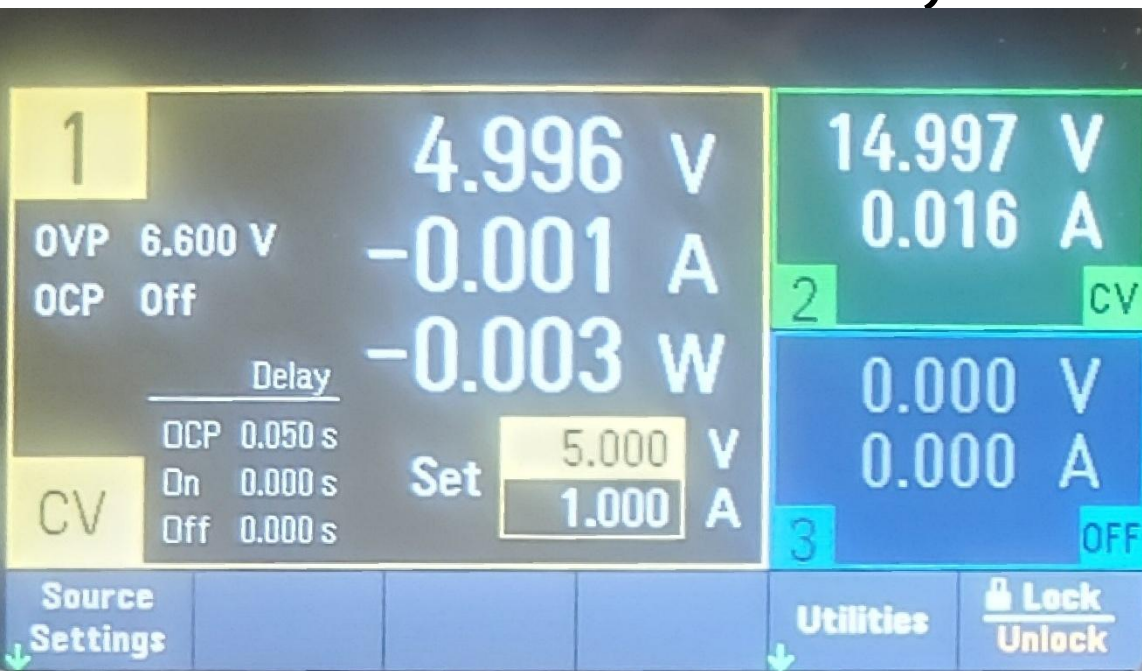 1
4.996 V
OVP 6.600 V
-0.001 A
OCP Off
-0.003 W
Delay
OCP 0.050 s
On 0.000 s
Off 0.000 s
Set 5.000 V
1.000 A
CV
14.997 V
0.016 A
2 CV
0.000 V
0.000 A
3 OFF
Source
Settings
Utilities
Lock
Unlock